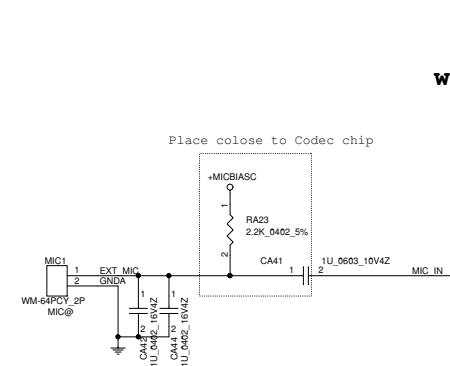 W
Place colose to Codec chip
+MICBIASC
1
RA23
2.2K_0402_5%
2
CA41
1U_0603_10V4Z
1
2
MIC_IN
MIC1
1
EXT_MIC
2
GNDA
WM-64PCY_2P
MIC@
1
1
2
2
CA42
1U_0402_16V4Z
CA44
1U_0402_16V4Z